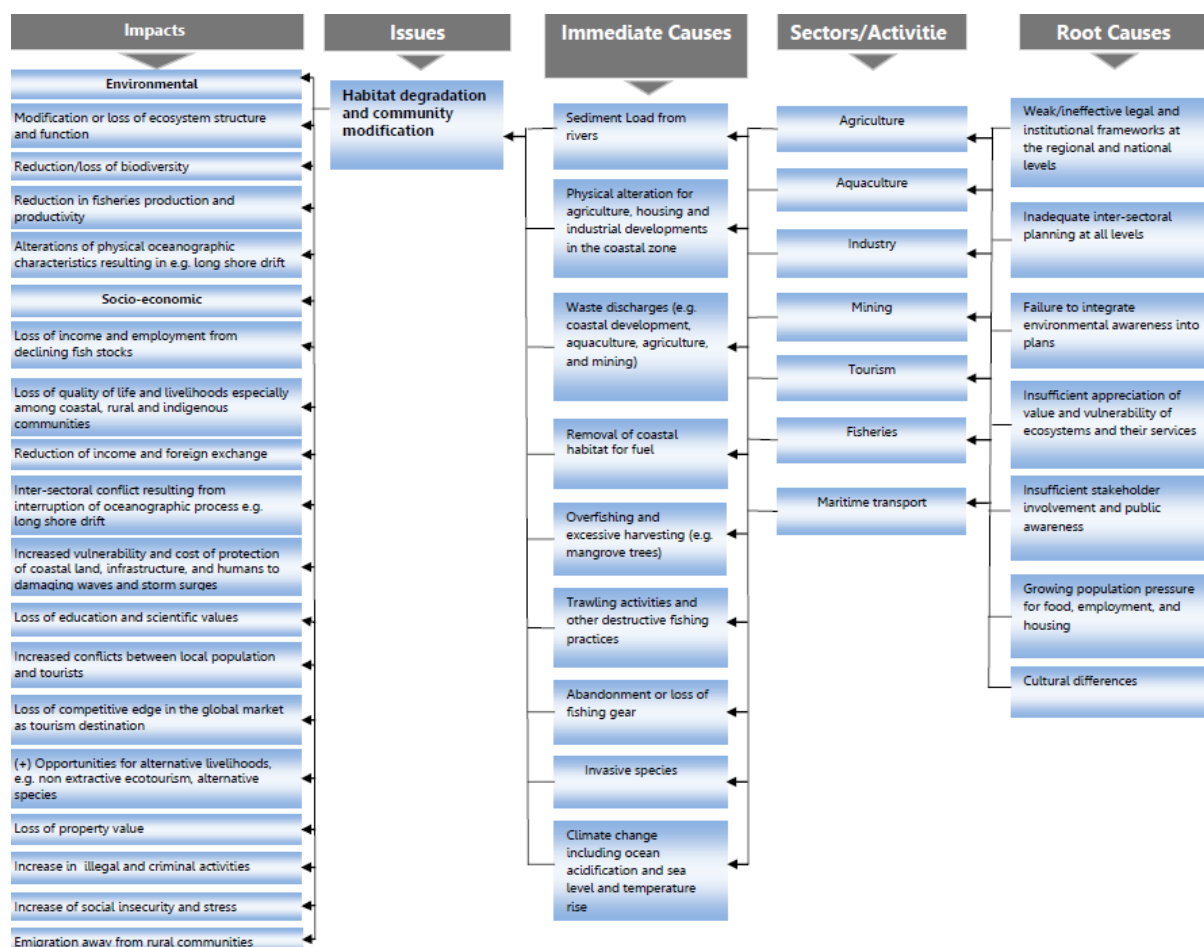 Impacts
Environmental
Modification or loss of ecosystem structure
and function
Reduction/loss of biodiversity
Reduction in fisheries production and
productivity
Alterations of physical oceanographic
characteristics resulting in e.g. long shore drift
Socio-economic
Loss of income and employment from
declining fish stocks
Loss of quality of life and livelihoods especially
among coastal, rural and indigenous
communities
Reduction of income and foreign exchange
Inter-sectoral conflict resulting from
interruption of oceanographic process e.g.
long shore drift
Increased vulnerability and cost of protection
of coastal land, infrastructure, and humans to
damaging waves and storm surges
Loss of education and scientific values
Increased conflicts between local population
and tourists
Loss of competitive edge in the global market
as tourism destination
(+) Opportunities for alternative livelihoods,
e.g. non extractive ecotourism, alternative
species
Loss of property value
Increase in illegal and criminal activities
Increase of social insecurity and stress
Emigration away from rural communities
Issues
Habitat degradation
and community
modification
Immediate Causes
Sediment Load from
rivers
Physical alteration for
agriculture, housing and
industrial developments
in the coastal zone
Waste discharges (e.g.
coastal development,
aquaculture, agriculture,
and mining)
Removal of coastal
habitat for fuel
Overfishing and
excessive harvesting (e.g.
mangrove trees)
Trawling activities and
other destructive fishing
practices
Abandonment or loss of
fishing gear
Invasive species
Climate change
including ocean
acidification and sea
level and temperature
rise
Sectors/Activitie
Agriculture
Aquaculture
Industry
Mining
Tourism
Fisheries
Maritime transport
Root Causes
Weak/ineffective legal and
institutional frameworks at
the regional and national
levels
Inadequate inter-sectoral
planning at all levels
Failure to integrate
environmental awareness into
plans
Insufficient appreciation of
value and vulnerability of
ecosystems and their services
Insufficient stakeholder
involvement and public
awareness
Growing population pressure
for food, employment, and
housing
Cultural differences